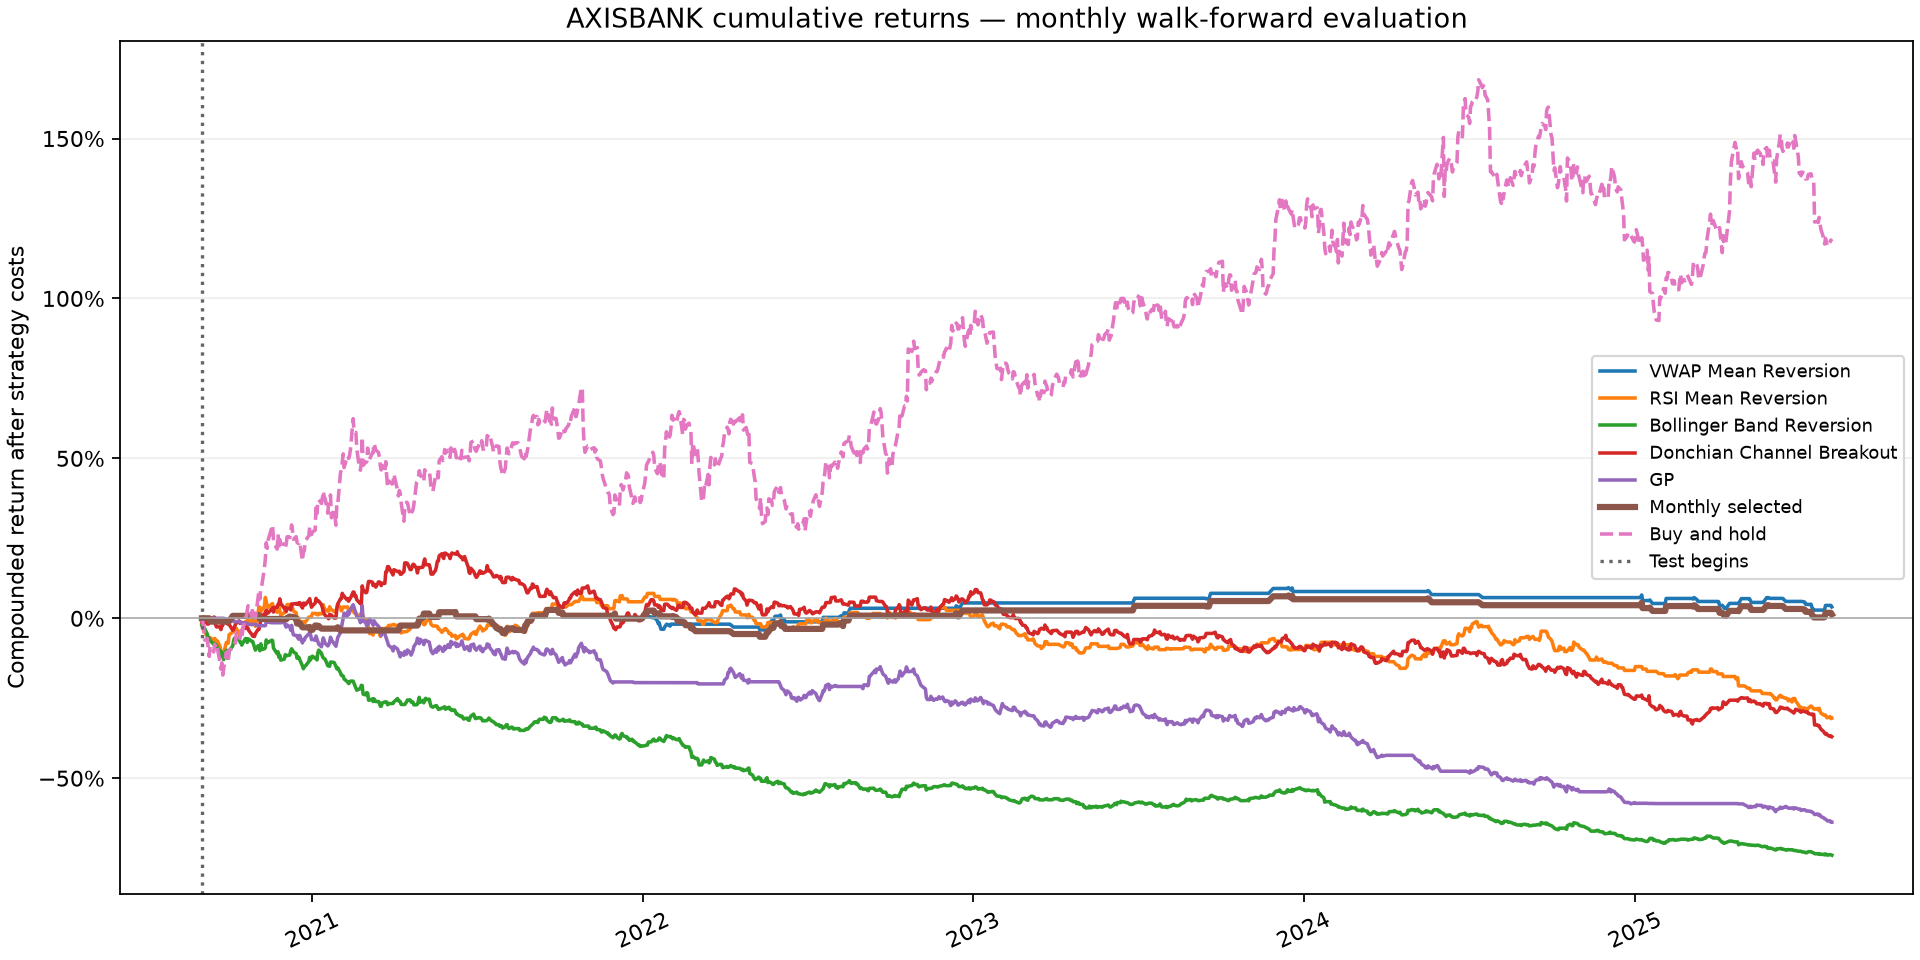 AXISBANK cumulative returns — monthly walk-forward evaluation
Compounded return after strategy costs
150%
100%
50%
0%
−50%
VWAP Mean Reversion
RSI Mean Reversion
Bollinger Band Reversion
Donchian Channel Breakout
GP
Monthly selected
Buy and hold
Test begins
2021
2022
2023
2024
2025